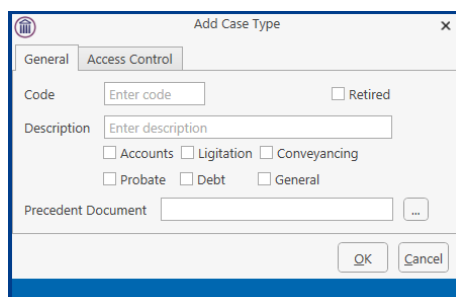 Add Case Type
General Access Control
Code Enter code Retired
Description Enter description
Accounts Ligitation Conveyancing
Probate Debt General
Precedent Document ...
OK Cancel